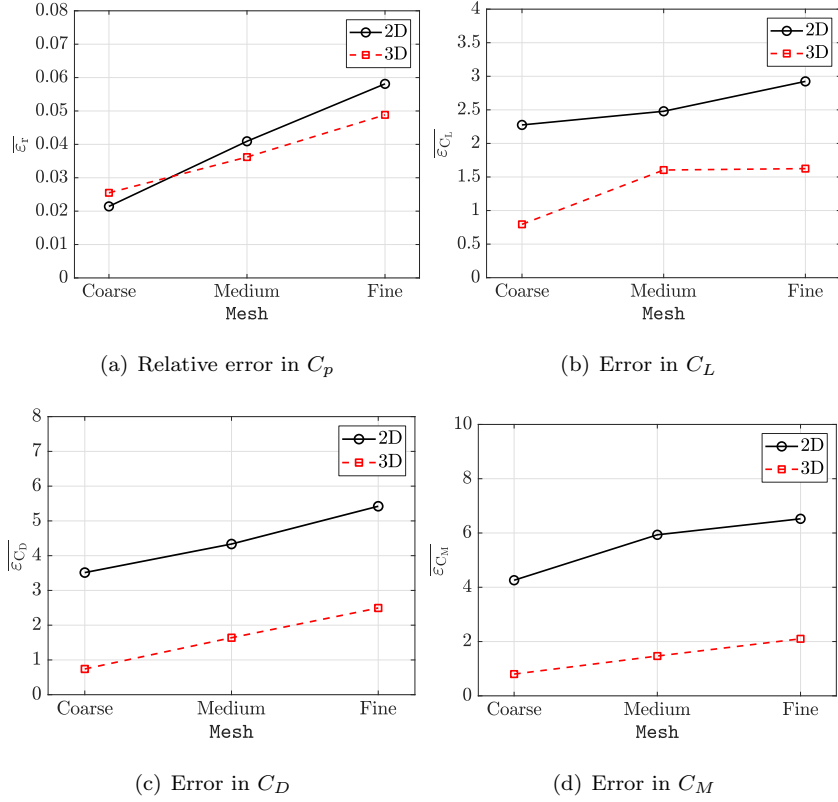 0.08
0.07
0.06
0.05
0.04
0.03
0.02
0.01
0
ε̅r
2D
3D
Coarse Medium Fine
Mesh
(a) Relative error in Cp
4
3.5
3
2.5
2
1.5
1
0.5
0
ε̅CL
2D
3D
Coarse Medium Fine
Mesh
(b) Error in CL
8
7
6
5
4
3
2
1
0
ε̅CD
2D
3D
Coarse Medium Fine
Mesh
(c) Error in CD
10
8
6
4
2
0
ε̅CM
2D
3D
Coarse Medium Fine
Mesh
(d) Error in CM